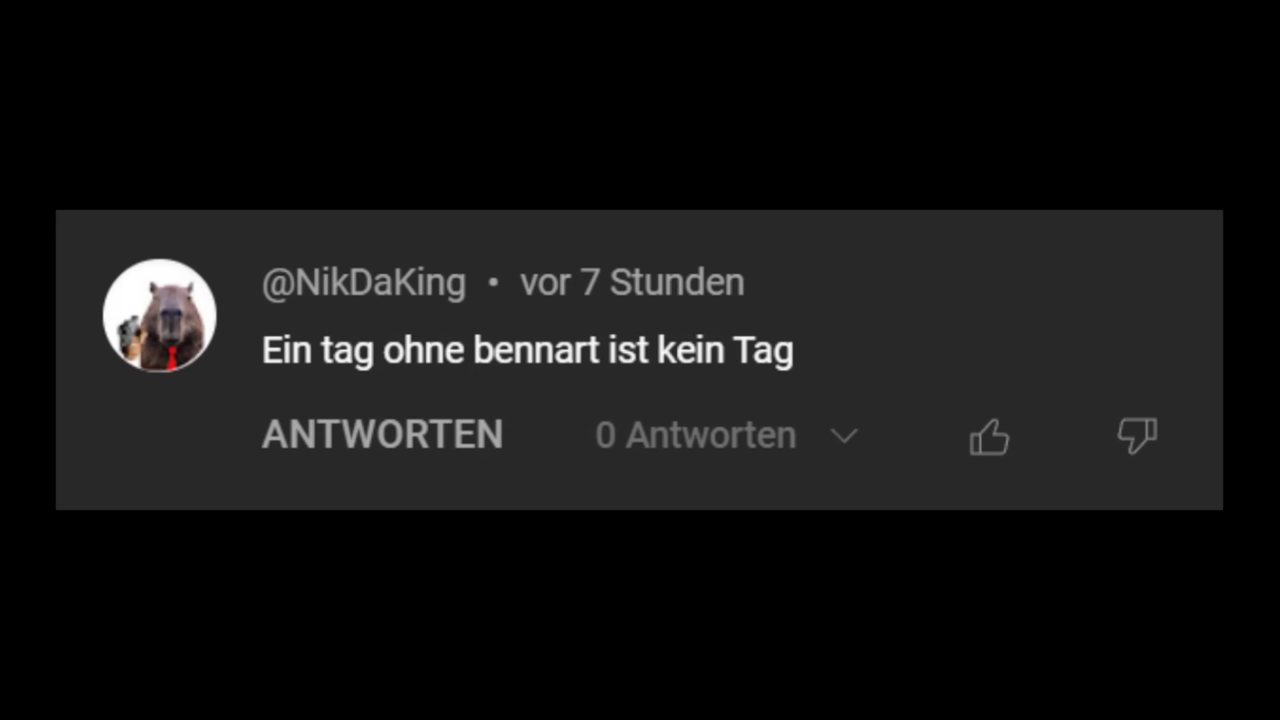 @NikDaKing • vor 7 Stunden
Ein tag ohne bennart ist kein Tag
ANTWORTEN 0 Antworten